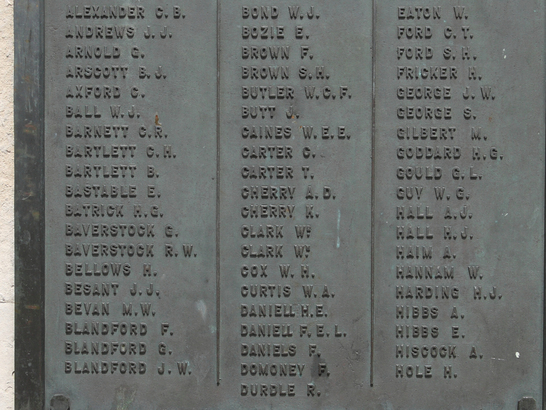 ALEXANDER C.B.
ANDREWS J.J.
ARNOLD G.
ARSCOTT B.J.
AXFORD C.
BALL W.J.
BARNETT C.R.
BARTLETT C.H.
BARTLETT B.
BASTABLE E.
BATRICK H.G.
BAVERSTOCK G.
BAVERSTOCK R.W.
BELLOWS H.
BESANT J.J.
BEVAN M.W.
BLANDFORD F.
BLANDFORD G.
BLANDFORD J.W.
BOND W.J.
BOZIE E.
BROWN F.
BROWN S.H.
BUTLER W.C.F.
BUTT J.
CAINES W.E.E.
CARTER C.
CARTER T.
CHERRY A.D.
CHERRY K.
CLARK Wᴹ
CLARK Wᴹ
COX W.H.
CURTIS W.A.
DANIELL H.E.
DANIELL F.E.L.
DANIELS F.
DOMONEY F.
DURDLE R.
EATON W.
FORD C.T.
FORD S.H.
FRICKER H.
GEORGE J.W.
GEORGE S.
GILBERT M.
GODDARD H.G.
GOULD G.L.
GUY W.G.
HALL A.J.
HALL H.J.
HAIM A.
HANNAM W.
HARDING H.J.
HIBBS A.
HIBBS E.
HISCOCK A.
HOLE H.